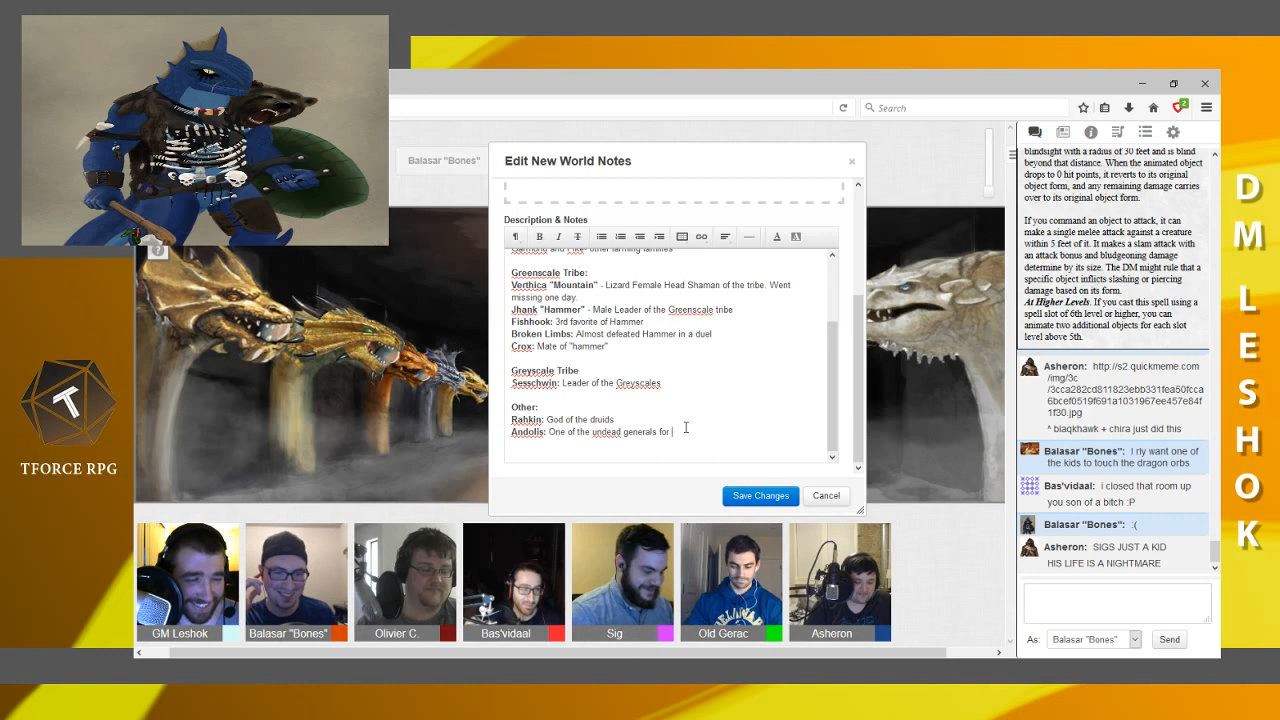 Search
2
Balasar "Bones"
Edit New World Notes
×
Description & Notes
Garmond and Pike- other farming families
Greenscale Tribe:
Verthica "Mountain" - Lizard Female Head Shaman of the tribe. Went
missing one day.
Jhank "Hammer" - Male Leader of the Greenscale tribe
Fishhook: 3rd favorite of Hammer
Broken Limbs: Almost defeated Hammer in a duel
Crox: Mate of "hammer"
Greyscale Tribe
Sesschwin: Leader of the Greyscales
Other:
Rahkin: God of the druids
Andolis: One of the undead generals for
Save Changes
Cancel
blindsight with a radius of 30 feet and is blind
beyond that distance. When the animated object
drops to 0 hit points, it reverts to its original
object form, and any remaining damage carries
over to its original object form.
If you command an object to attack, it can
make a single melee attack against a creature
within 5 feet of it. It makes a slam attack with
an attack bonus and bludgeoning damage
determine by its size. The DM might rule that a
specific object inflicts slashing or piercing
damage based on its form.
At Higher Levels. If you cast this spell using a
spell slot of 6th level or higher, you can
animate two additional objects for each slot
level above 5th.
Asheron: http://s2.quickmeme.com
/img/3c
/3cca282cd811823ebb331fea50fcca
6bcef0519f691a1031967ee457e84f
1f30.jpg
^ blaqkhawk + chira just did this
Balasar "Bones": I rly want one of
the kids to touch the dragon orbs
Bas'vidaal: i closed that room up
you son of a bitch :P
Balasar "Bones": :(
Asheron: SIGS JUST A KID
HIS LIFE IS A NIGHTMARE
As: Balasar "Bones"
Send
GM Leshok
Balasar "Bones"
Olivier C.
Bas'vidaal
Sig
Old Gerac
Asheron
T
TFORCE RPG
DM LESHOK